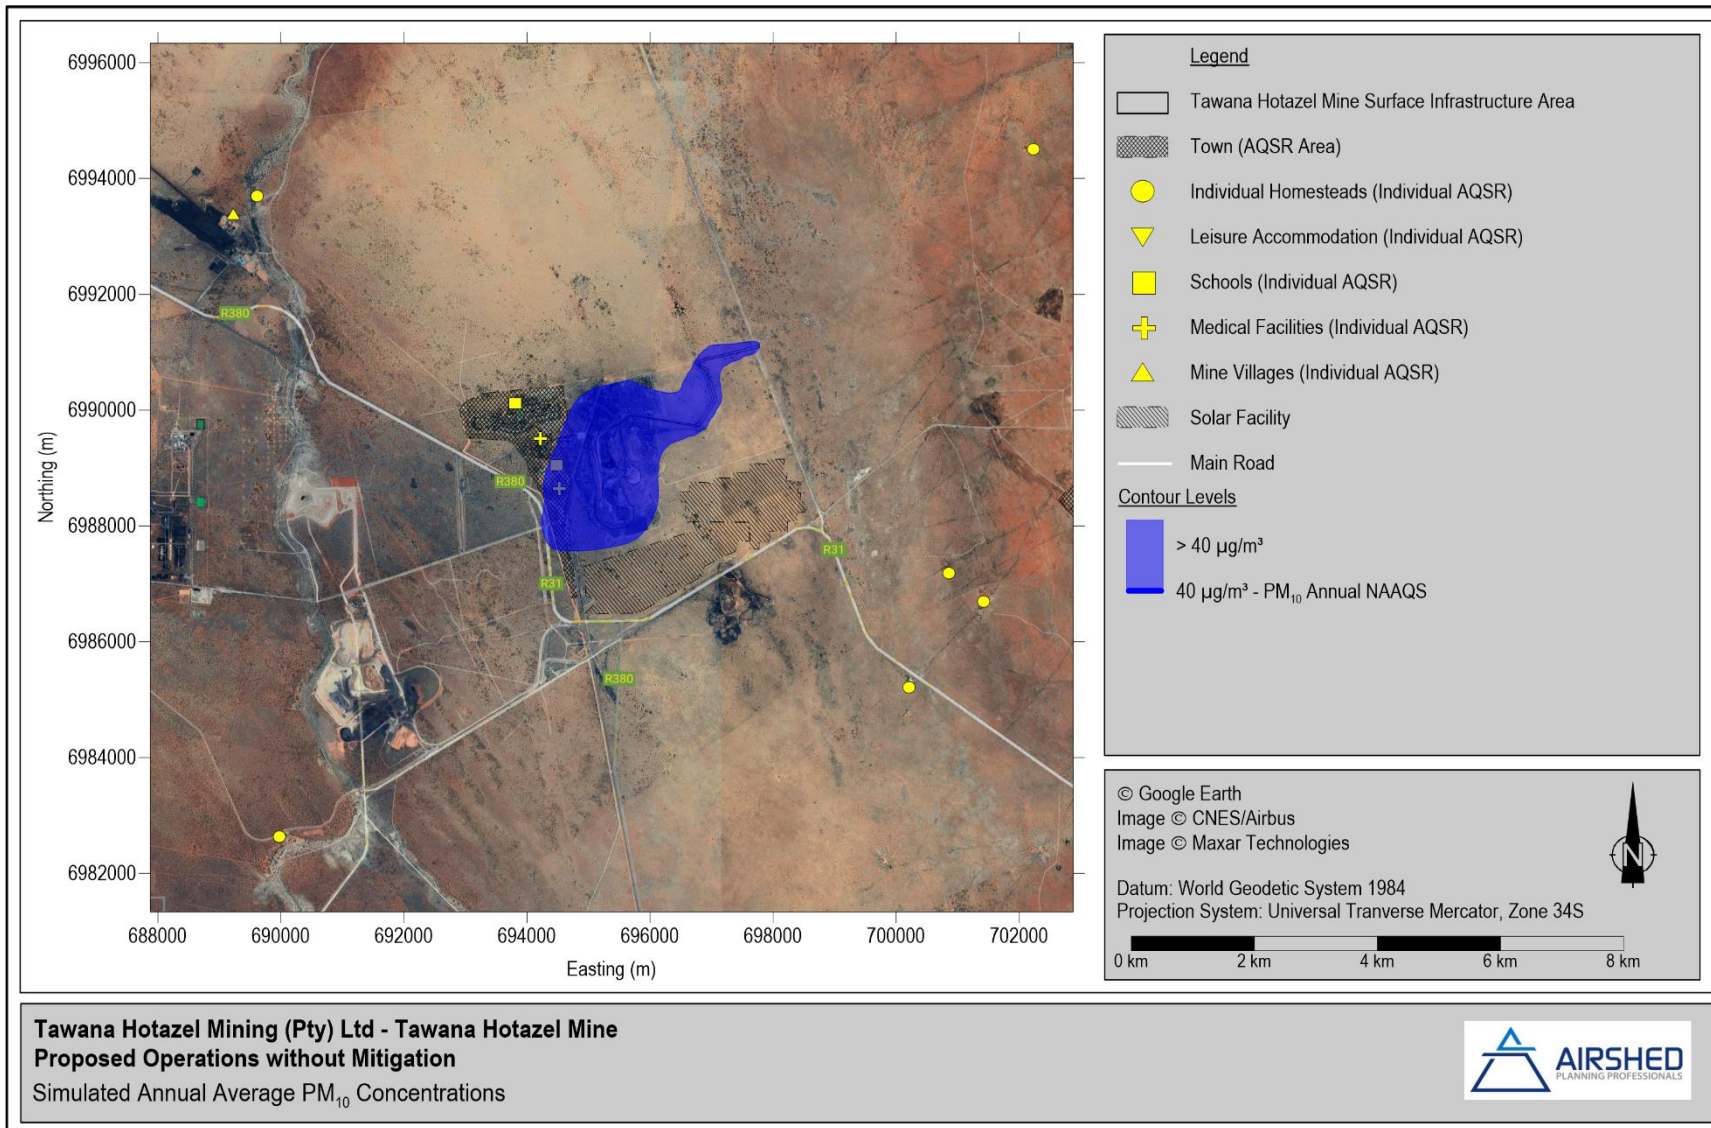 6996000
6994000
6992000
6990000
6988000
6986000
6984000
6982000
Northing (m)
688000
690000
692000
694000
696000
698000
700000
702000
Easting (m)
R380
R380
R31
R31
R380
Legend
Tawana Hotazel Mine Surface Infrastructure Area
Town (AQSR Area)
Individual Homesteads (Individual AQSR)
Leisure Accommodation (Individual AQSR)
Schools (Individual AQSR)
Medical Facilities (Individual AQSR)
Mine Villages (Individual AQSR)
Solar Facility
Main Road
Contour Levels
> 40 µg/m³
40 µg/m³ - PM₁₀ Annual NAAQS
© Google Earth
Image © CNES/Airbus
Image © Maxar Technologies
N
Datum: World Geodetic System 1984
Projection System: Universal Tranverse Mercator, Zone 34S
0 km
2 km
4 km
6 km
8 km
Tawana Hotazel Mining (Pty) Ltd - Tawana Hotazel Mine
Proposed Operations without Mitigation
Simulated Annual Average PM₁₀ Concentrations
AIRSHED
PLANNING PROFESSIONALS